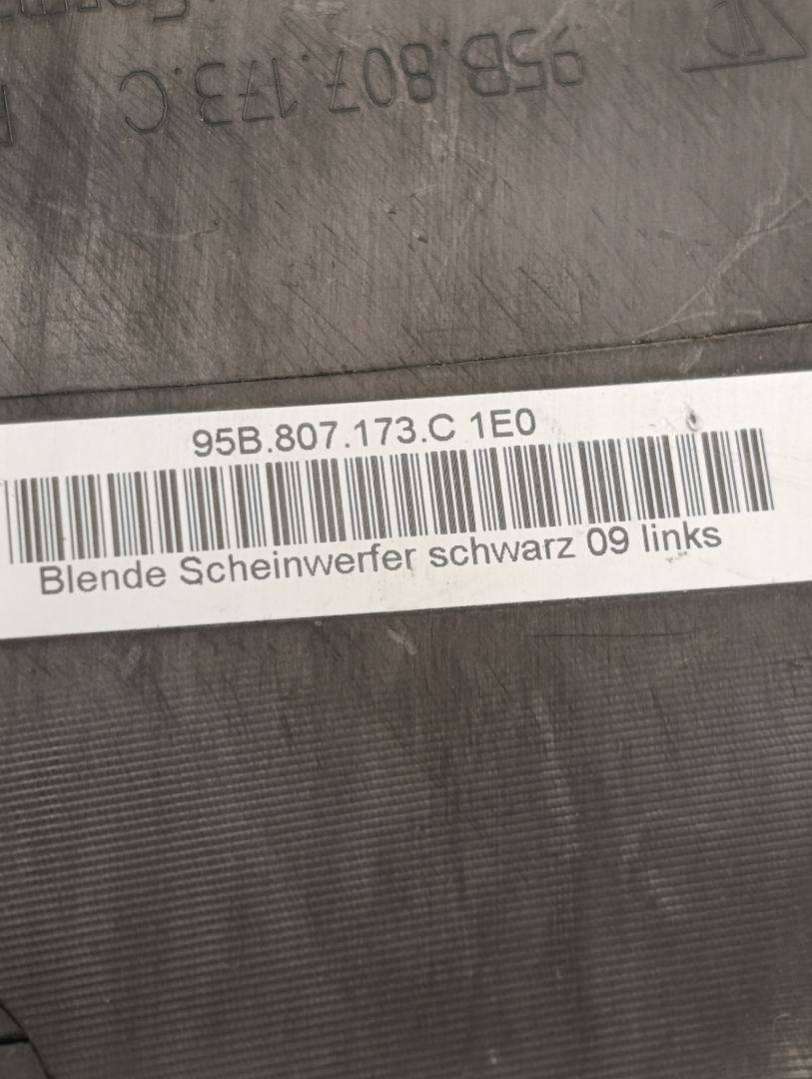 95B.807.173.C
95B.807.173.C 1E0
Blende Scheinwerfer schwarz 09 links